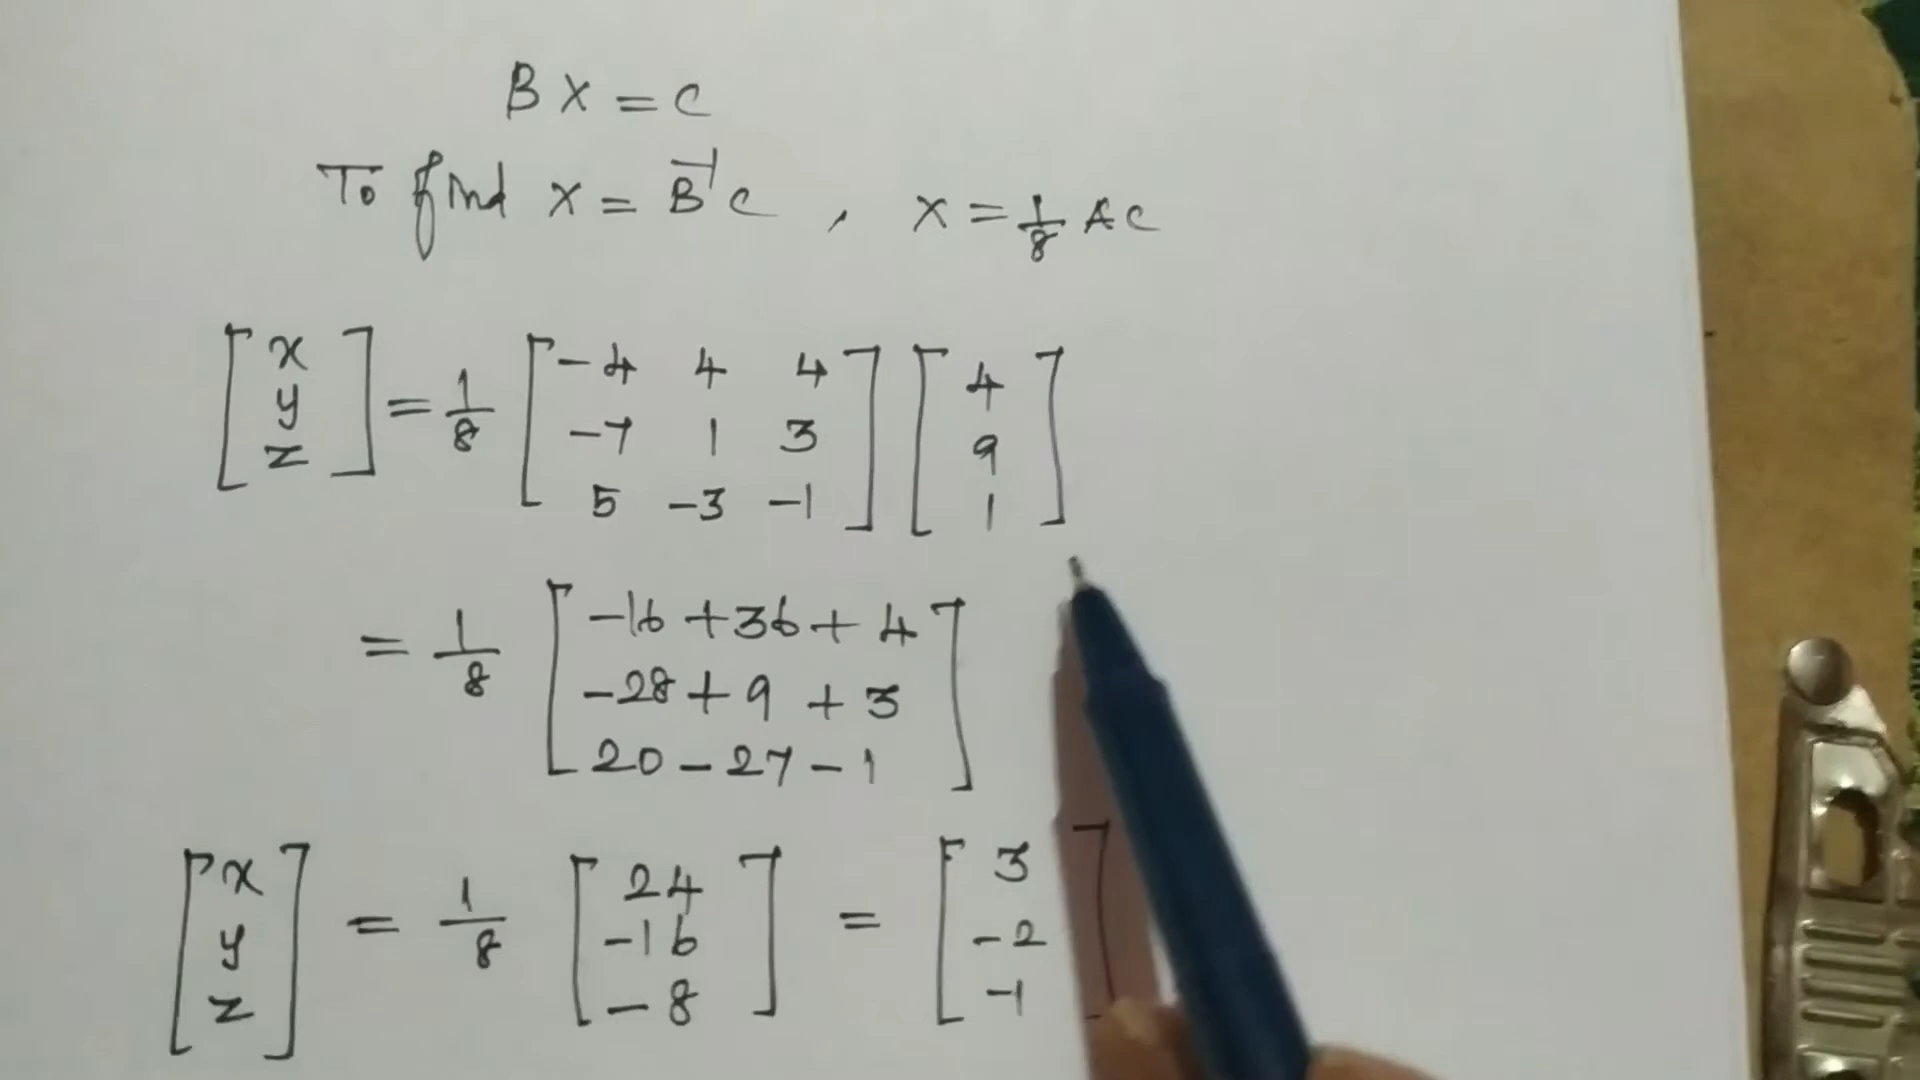 BX = C
To find X = B⁻¹C , X = 1/8 AC
[x y z] = 1/8 [-4 4 4; -7 1 3; 5 -3 -1] [4 9 1]
= 1/8 [-16 + 36 + 4; -28 + 9 + 3; 20 - 27 - 1]
[x y z] = 1/8 [24 -16 -8] = [3 -2 -1]